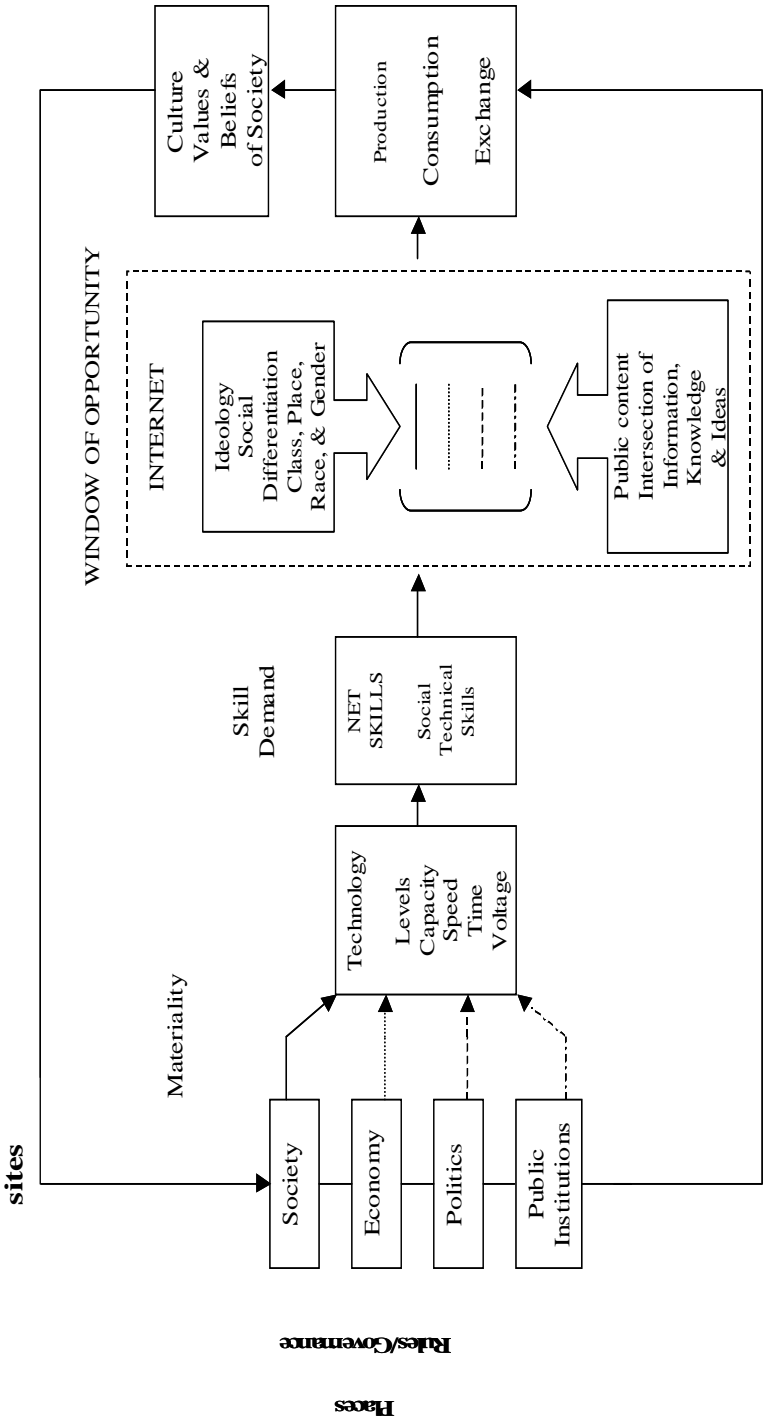 sites
Rules/Governance
Places
Materiality
Society
Economy
Politics
Public
Institutions
Technology
Levels
Capacity
Speed
Time
Voltage
Skill
Demand
NET
SKILLS
Social
Technical
Skills
WINDOW OF OPPORTUNITY
INTERNET
Ideology
Social
Differentiation
Class, Place,
Race, & Gender
Public content
Intersection of
Information,
Knowledge
& Ideas
Culture
Values &
Beliefs
of Society
Production
Consumption
Exchange